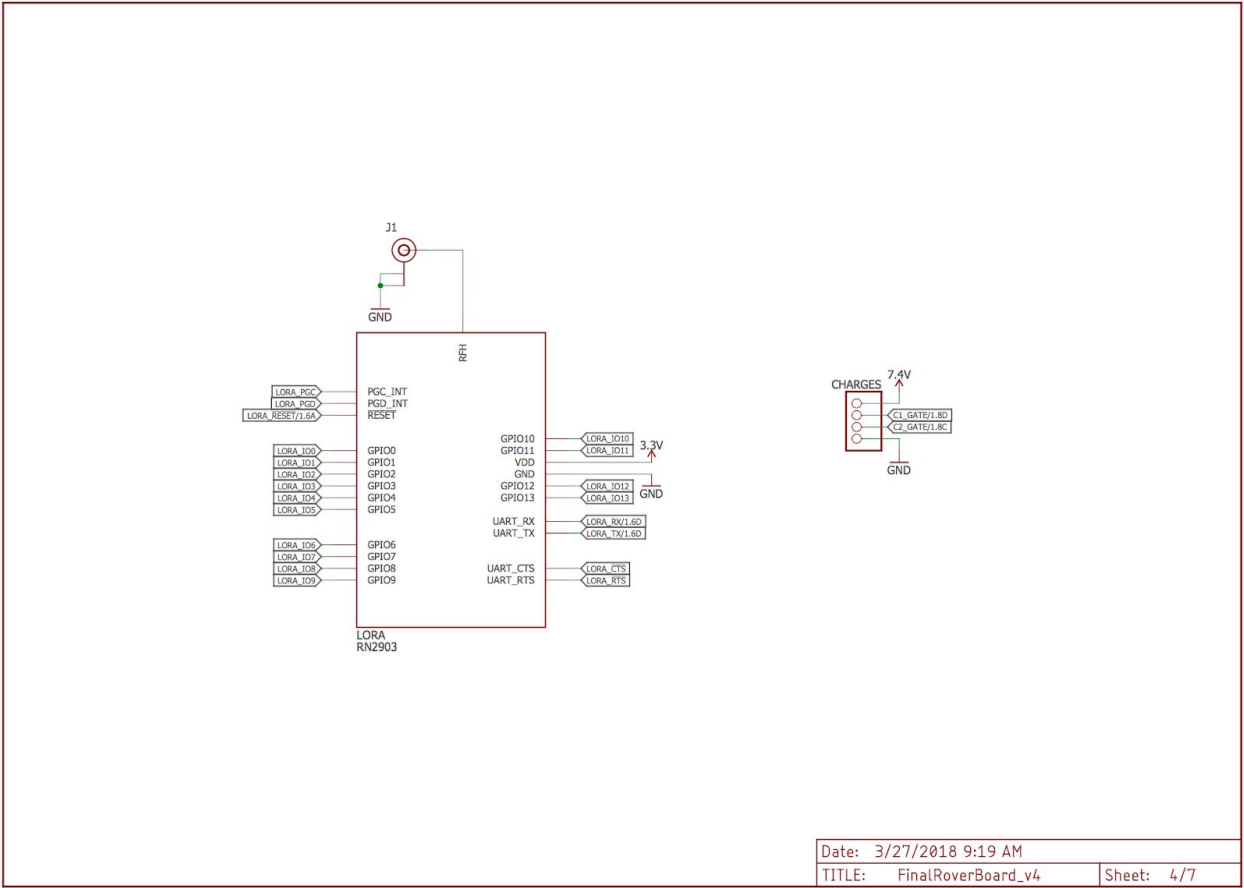 J1
GND
RFH
LORA_PGC PGC_INT
LORA_PGD PGD_INT
LORA_RESET/1.6A RESET
LORA_IO0 GPIO0
LORA_IO1 GPIO1
LORA_IO2 GPIO2
LORA_IO3 GPIO3
LORA_IO4 GPIO4
LORA_IO5 GPIO5
LORA_IO6 GPIO6
LORA_IO7 GPIO7
LORA_IO8 GPIO8
LORA_IO9 GPIO9
GPIO10 LORA_IO10
GPIO11 LORA_IO11
3.3V
VDD
GND
GND
GPIO12 LORA_IO12
GPIO13 LORA_IO13
UART_RX LORA_RX/1.6D
UART_TX LORA_TX/1.6D
UART_CTS LORA_CTS
UART_RTS LORA_RTS
LORA
RN2903
7.4V
CHARGES
C1_GATE/1.8D
C2_GATE/1.8C
GND
Date: 3/27/2018 9:19 AM
TITLE: FinalRoverBoard_v4 Sheet: 4/7